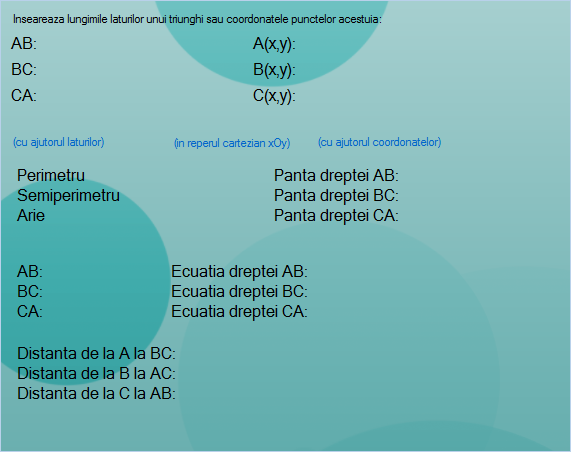 Inseareaza lungimile laturilor unui triunghi sau coordonatele punctelor acestuia:
AB: A(x,y):
BC: B(x,y):
CA: C(x,y):
(cu ajutorul laturilor) (in reperul cartezian xOy) (cu ajutorul coordonatelor)
Perimetru Panta dreptei AB:
Semiperimetru Panta dreptei BC:
Arie Panta dreptei CA:
AB: Ecuatia dreptei AB:
BC: Ecuatia dreptei BC:
CA: Ecuatia dreptei CA:
Distanta de la A la BC:
Distanta de la B la AC:
Distanta de la C la AB: